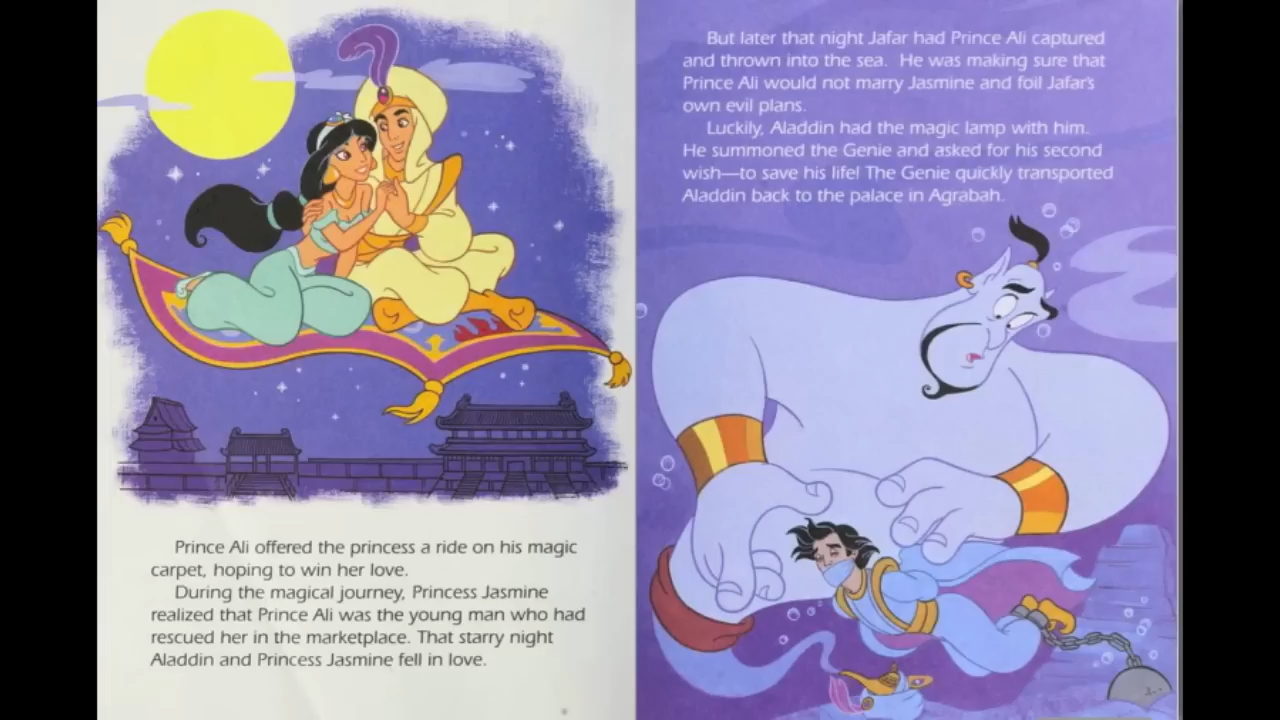 Prince Ali offered the princess a ride on his magic
carpet, hoping to win her love.
During the magical journey, Princess Jasmine
realized that Prince Ali was the young man who had
rescued her in the marketplace. That starry night
Aladdin and Princess Jasmine fell in love.
But later that night Jafar had Prince Ali captured
and thrown into the sea. He was making sure that
Prince Ali would not marry Jasmine and foil Jafar's
own evil plans.
Luckily, Aladdin had the magic lamp with him.
He summoned the Genie and asked for his second
wish—to save his life! The Genie quickly transported
Aladdin back to the palace in Agrabah.